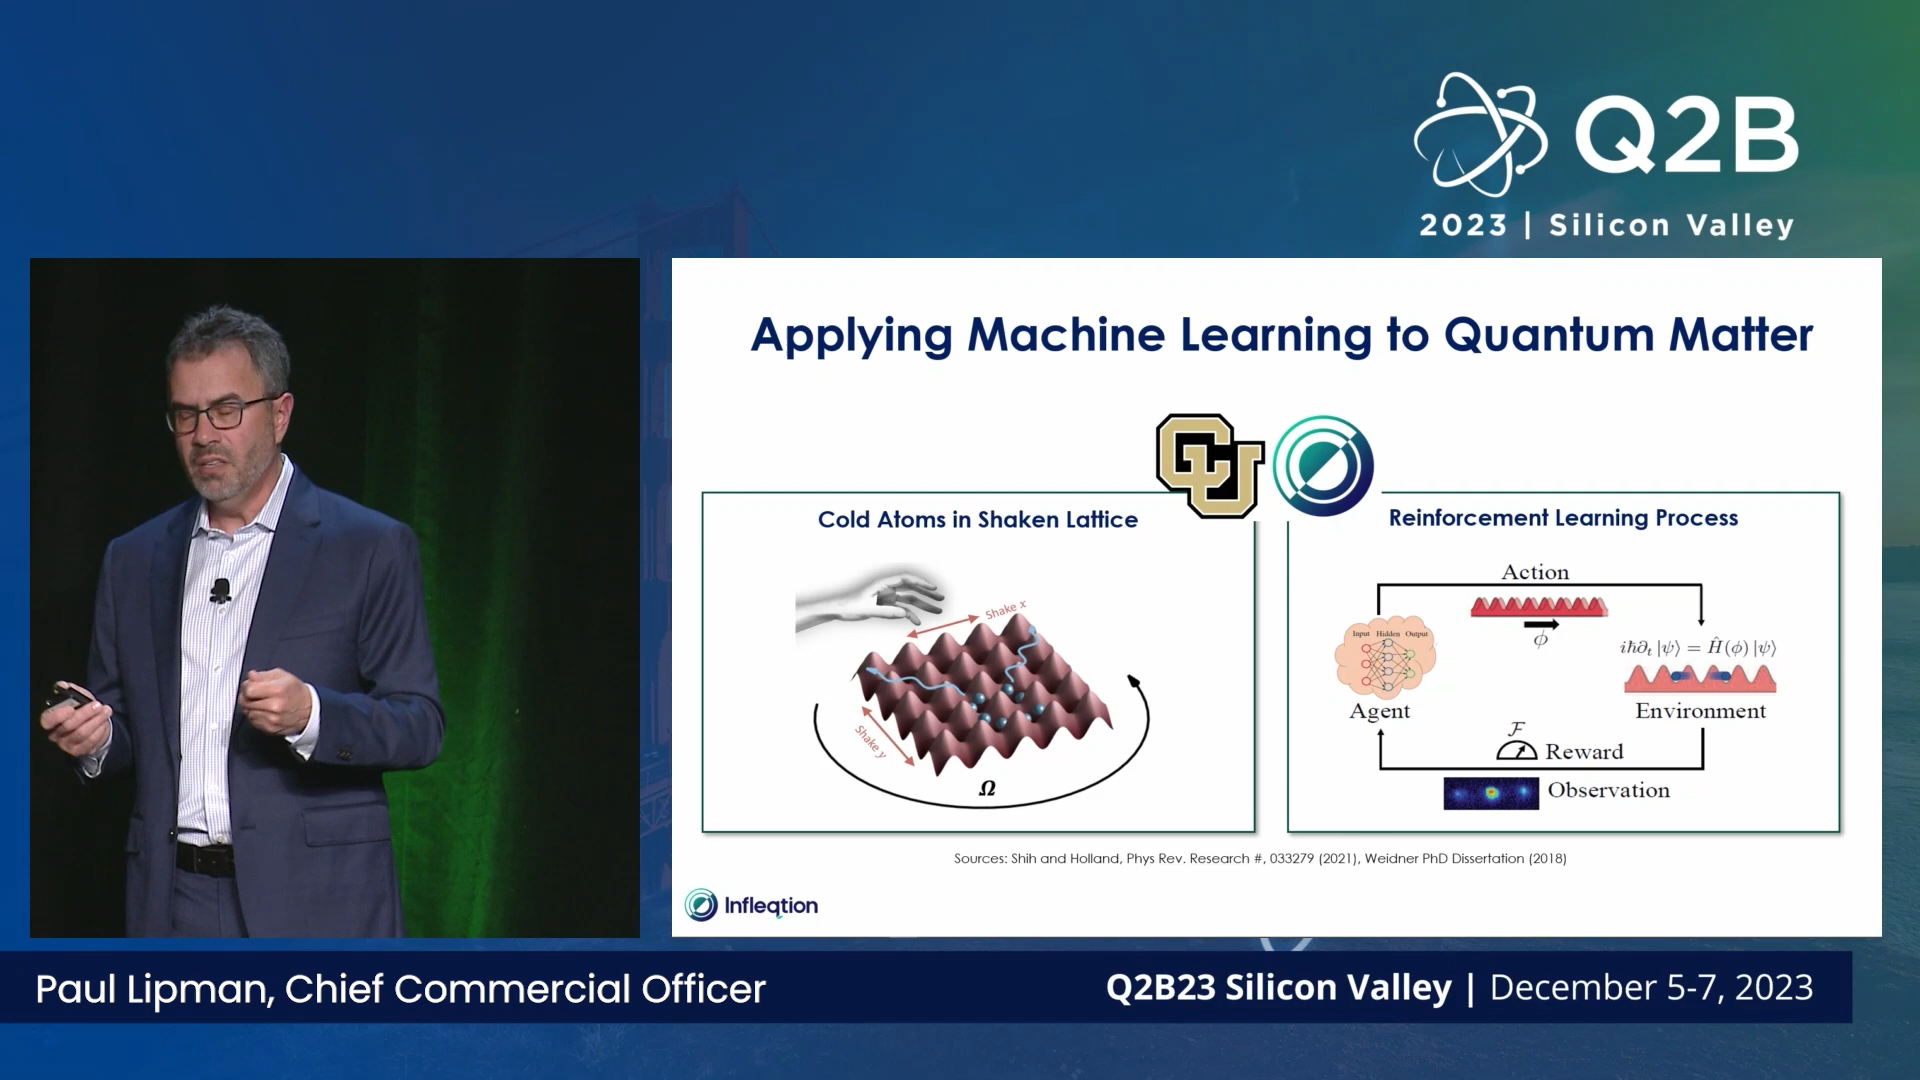 Q2B
2023 | Silicon Valley
Applying Machine Learning to Quantum Matter
CU
Cold Atoms in Shaken Lattice
Shake x
Shake y
Ω
Reinforcement Learning Process
Action
ϕ
Input Hidden Output
iħ∂ₜ|ψ⟩ = Ĥ(ϕ)|ψ⟩
Agent
Environment
ℱ
Reward
Observation
Sources: Shih and Holland, Phys Rev. Research #, 033279 (2021), Weidner PhD Dissertation (2018)
Infleqtion
Paul Lipman, Chief Commercial Officer
Q2B23 Silicon Valley | December 5-7, 2023